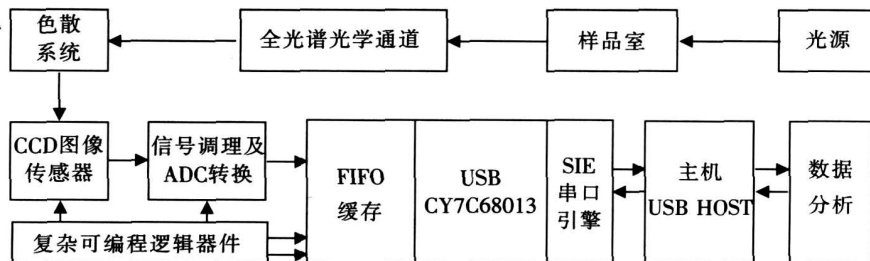 色散
系统
全光谱光学通道
样品室
光源
CCD图像
传感器
信号调理及
ADC转换
FIFO
缓存
USB
CY7C68013
SIE
串口
引擎
主机
USB HOST
数据
分析
复杂可编程逻辑器件